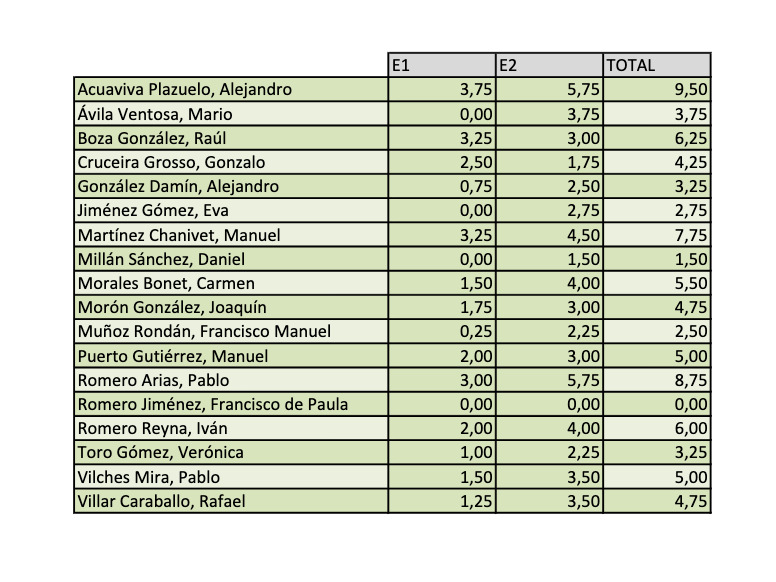 E1 E2 TOTAL
Acuaviva Plazuelo, Alejandro 3,75 5,75 9,50
Ávila Ventosa, Mario 0,00 3,75 3,75
Boza González, Raúl 3,25 3,00 6,25
Cruceira Grosso, Gonzalo 2,50 1,75 4,25
González Damín, Alejandro 0,75 2,50 3,25
Jiménez Gómez, Eva 0,00 2,75 2,75
Martínez Chanivet, Manuel 3,25 4,50 7,75
Millán Sánchez, Daniel 0,00 1,50 1,50
Morales Bonet, Carmen 1,50 4,00 5,50
Morón González, Joaquín 1,75 3,00 4,75
Muñoz Rondán, Francisco Manuel 0,25 2,25 2,50
Puerto Gutiérrez, Manuel 2,00 3,00 5,00
Romero Arias, Pablo 3,00 5,75 8,75
Romero Jiménez, Francisco de Paula 0,00 0,00 0,00
Romero Reyna, Iván 2,00 4,00 6,00
Toro Gómez, Verónica 1,00 2,25 3,25
Vilches Mira, Pablo 1,50 3,50 5,00
Villar Caraballo, Rafael 1,25 3,50 4,75